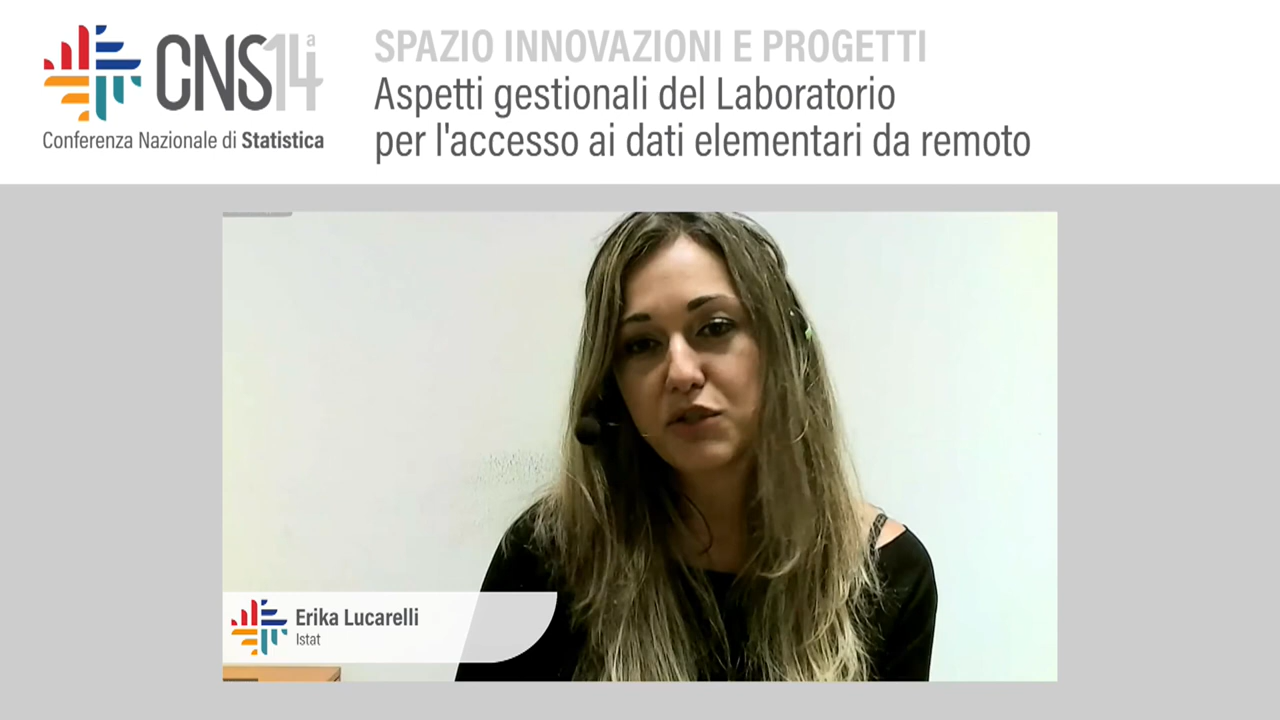 CNS14a
Conferenza Nazionale di Statistica
SPAZIO INNOVAZIONI E PROGETTI
Aspetti gestionali del Laboratorio
per l'accesso ai dati elementari da remoto
Erika Lucarelli
Istat